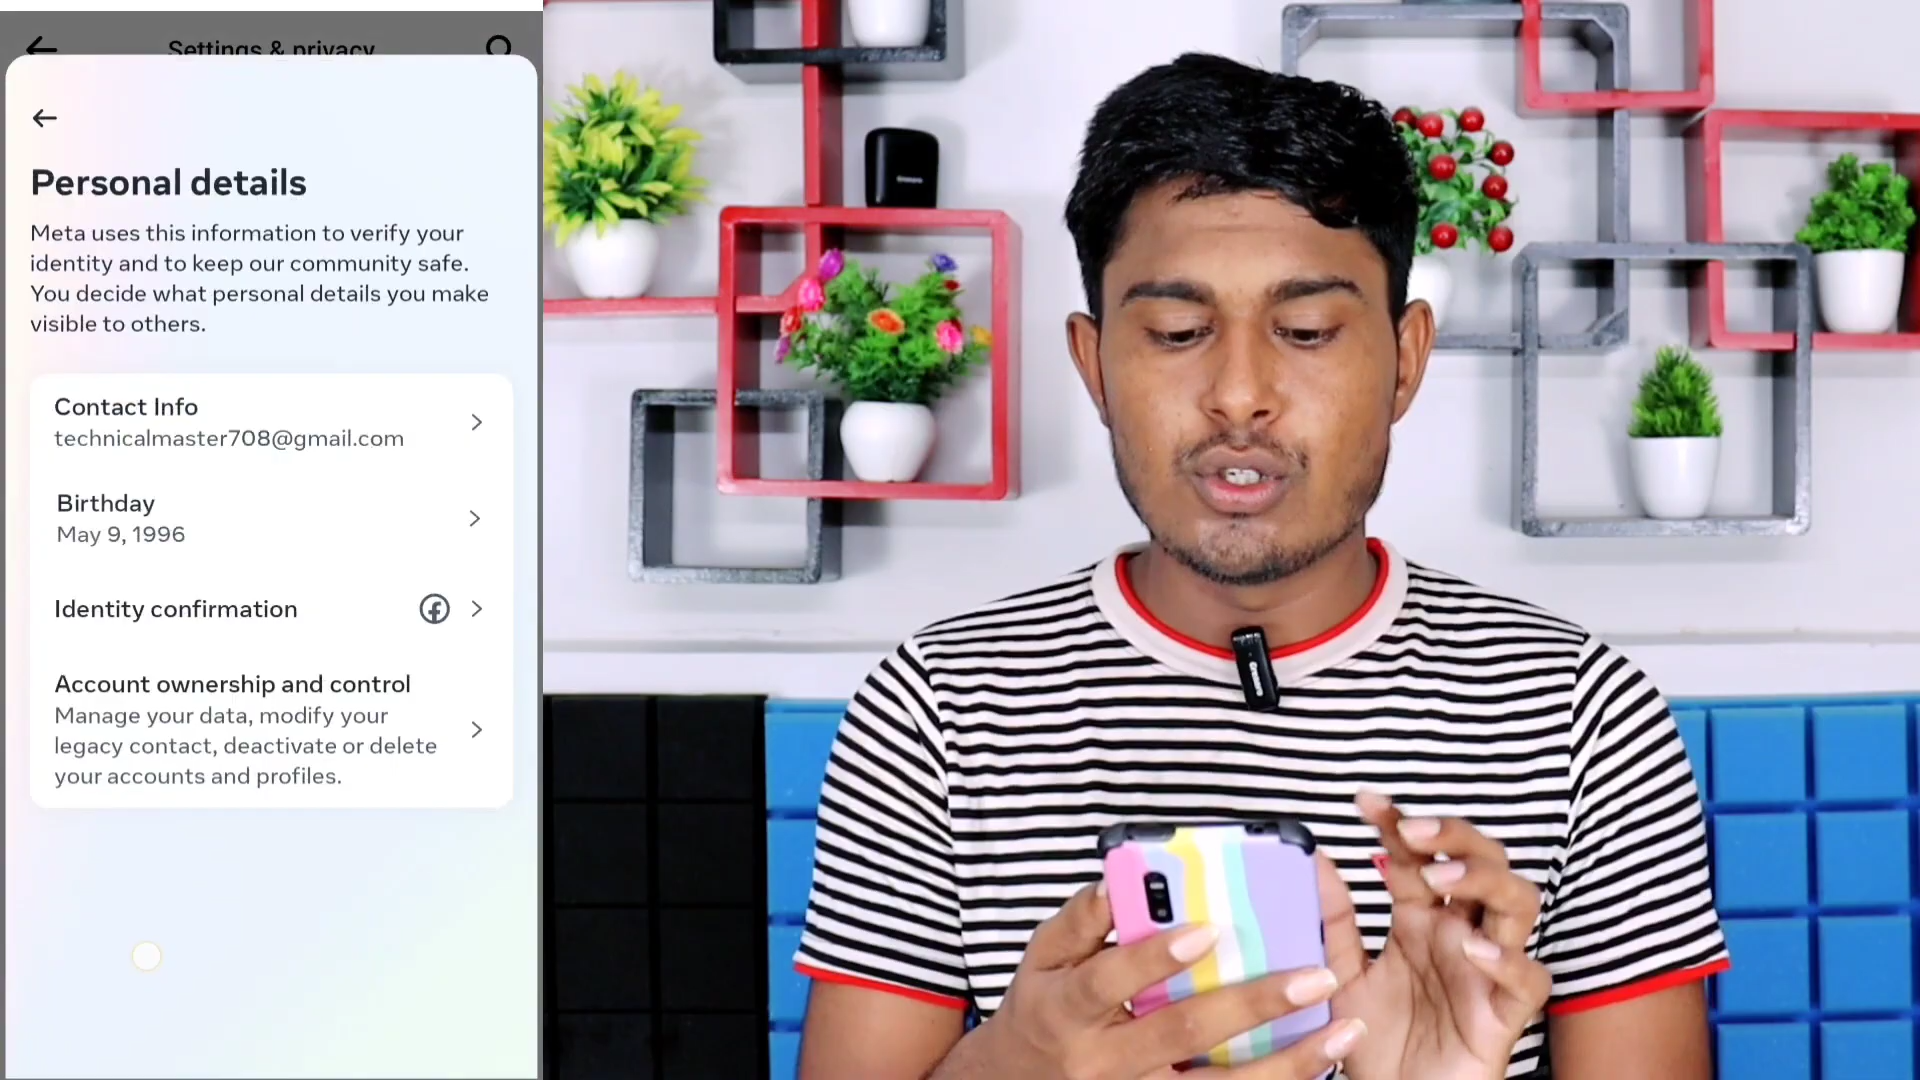 Settings & privacy
Personal details
Meta uses this information to verify your
identity and to keep our community safe.
You decide what personal details you make
visible to others.
Contact Info
technicalmaster708@gmail.com
Birthday
May 9, 1996
Identity confirmation
Account ownership and control
Manage your data, modify your
legacy contact, deactivate or delete
your accounts and profiles.